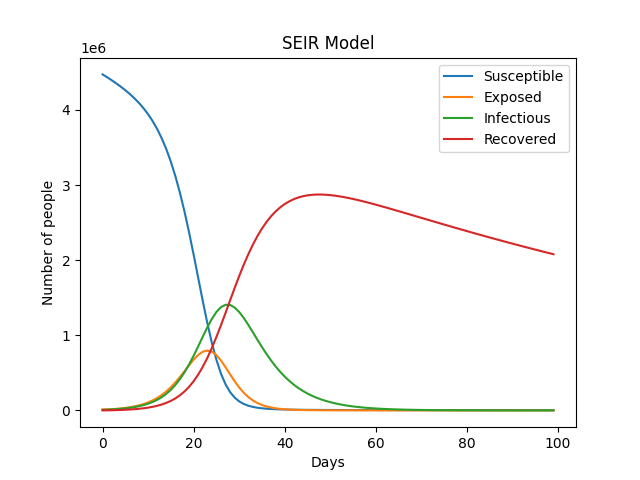 SEIR Model
1e6
Susceptible
Exposed
Infectious
Recovered
Number of people
4
3
2
1
0
0 20 40 60 80 100
Days